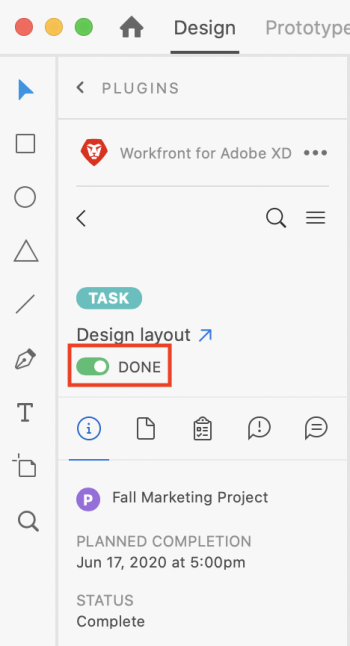 Design Prototype
PLUGINS
Workfront for Adobe XD
TASK
Design layout
DONE
P Fall Marketing Project
PLANNED COMPLETION
Jun 17, 2020 at 5:00pm
STATUS
Complete